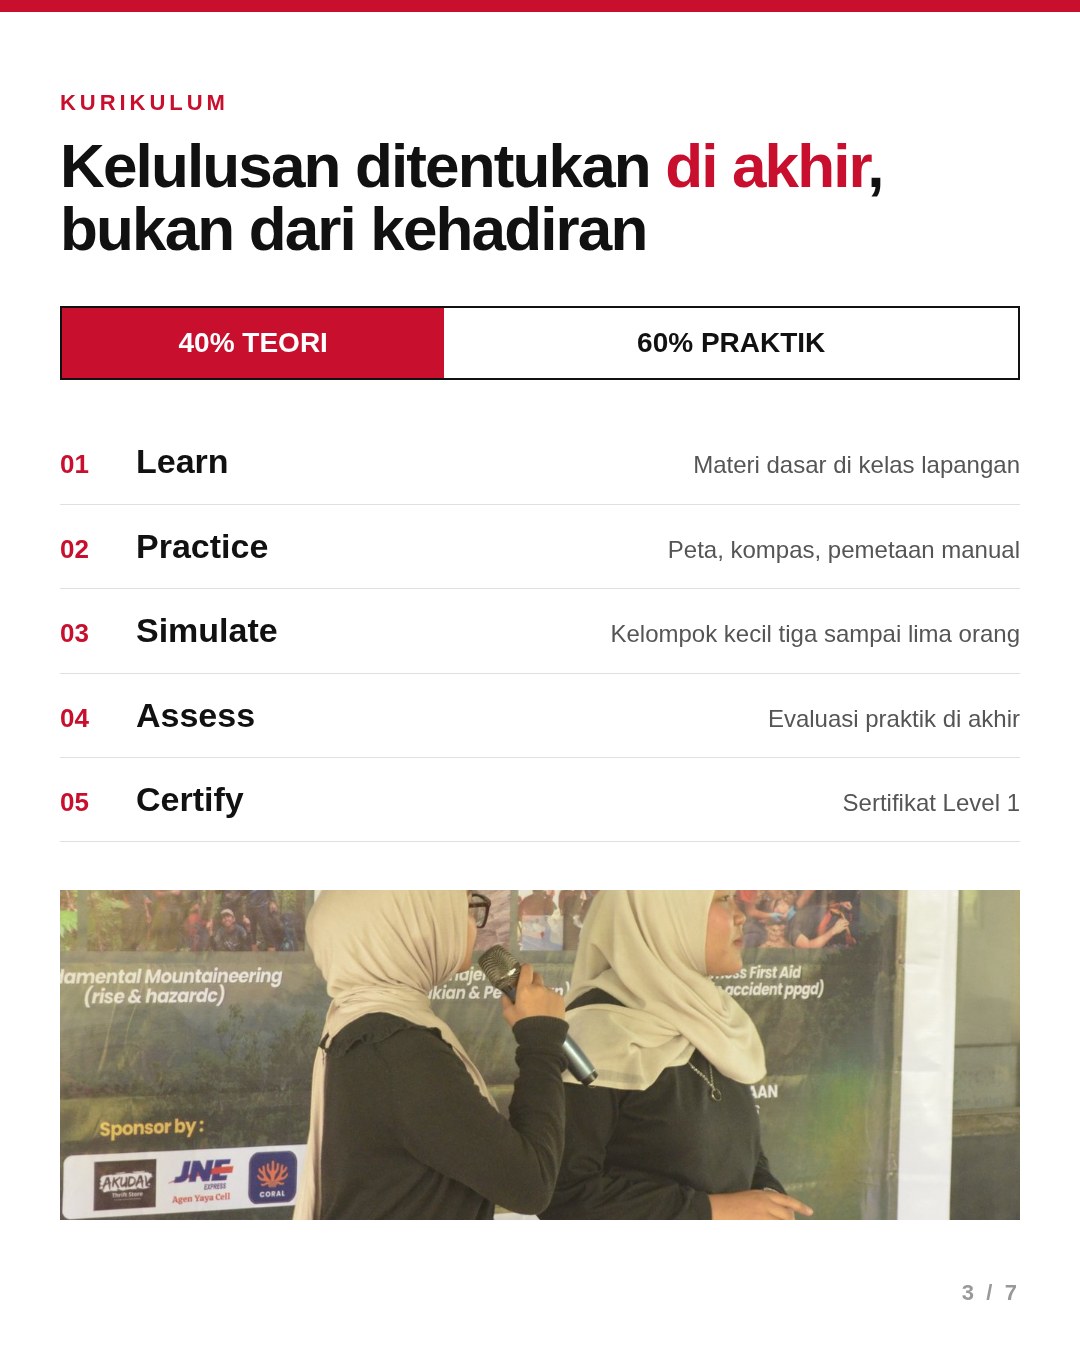 KURIKULUM
Kelulusan ditentukan di akhir,
bukan dari kehadiran
40% TEORI
60% PRAKTIK
01 Learn Materi dasar di kelas lapangan
02 Practice Peta, kompas, pemetaan manual
03 Simulate Kelompok kecil tiga sampai lima orang
04 Assess Evaluasi praktik di akhir
05 Certify Sertifikat Level 1
Mountaineering
(rise & hazardc)
First Aid
accident ppgd)
Sponsor by :
AKUDAV
Thrift Store
JNE
EXPRESS
Agen Yaya Cell
CORAL
3 / 7